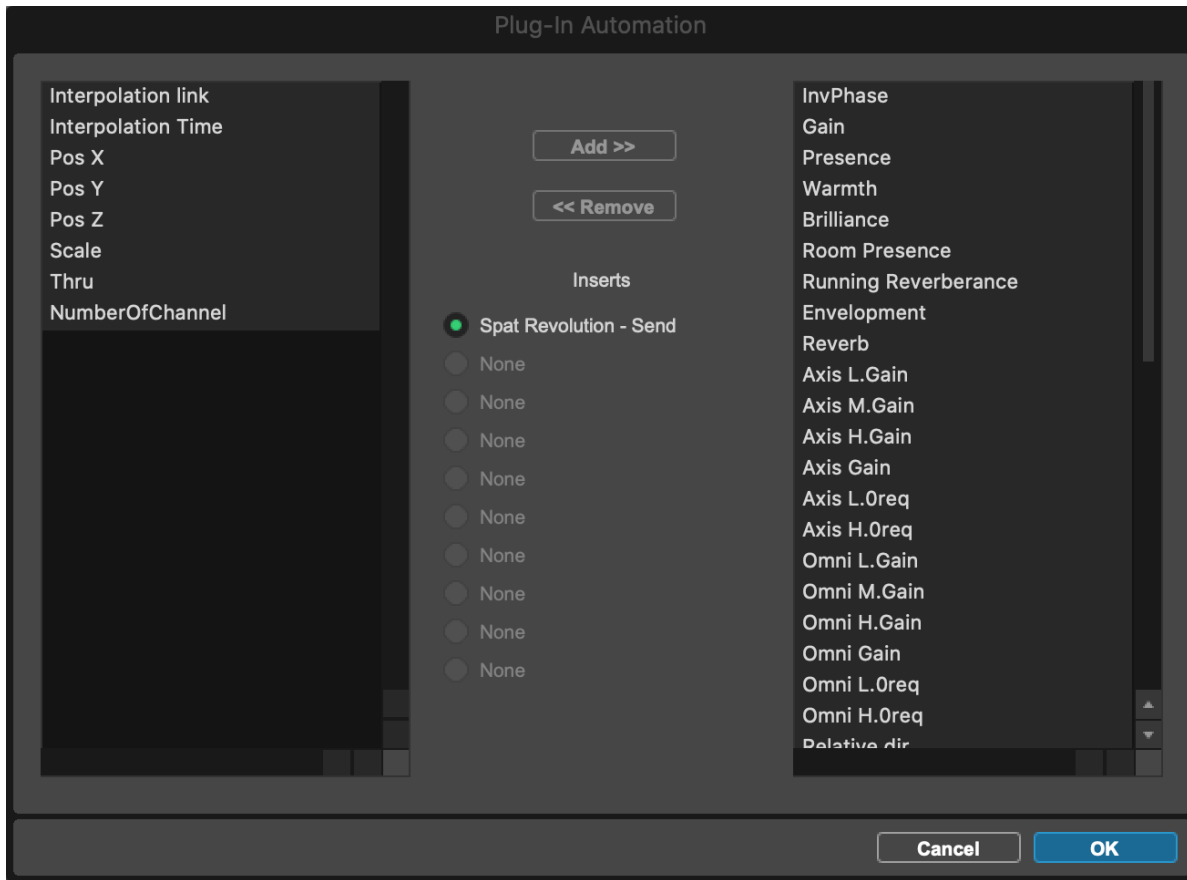 Plug-In Automation
Interpolation link
Interpolation Time
Pos X
Pos Y
Pos Z
Scale
Thru
NumberOfChannel
Add >>
<< Remove
Inserts
Spat Revolution - Send
None
None
None
None
None
None
None
None
None
InvPhase
Gain
Presence
Warmth
Brilliance
Room Presence
Running Reverberance
Envelopment
Reverb
Axis L.Gain
Axis M.Gain
Axis H.Gain
Axis Gain
Axis L.0req
Axis H.0req
Omni L.Gain
Omni M.Gain
Omni H.Gain
Omni Gain
Omni L.0req
Omni H.0req
Relative dir
Cancel
OK